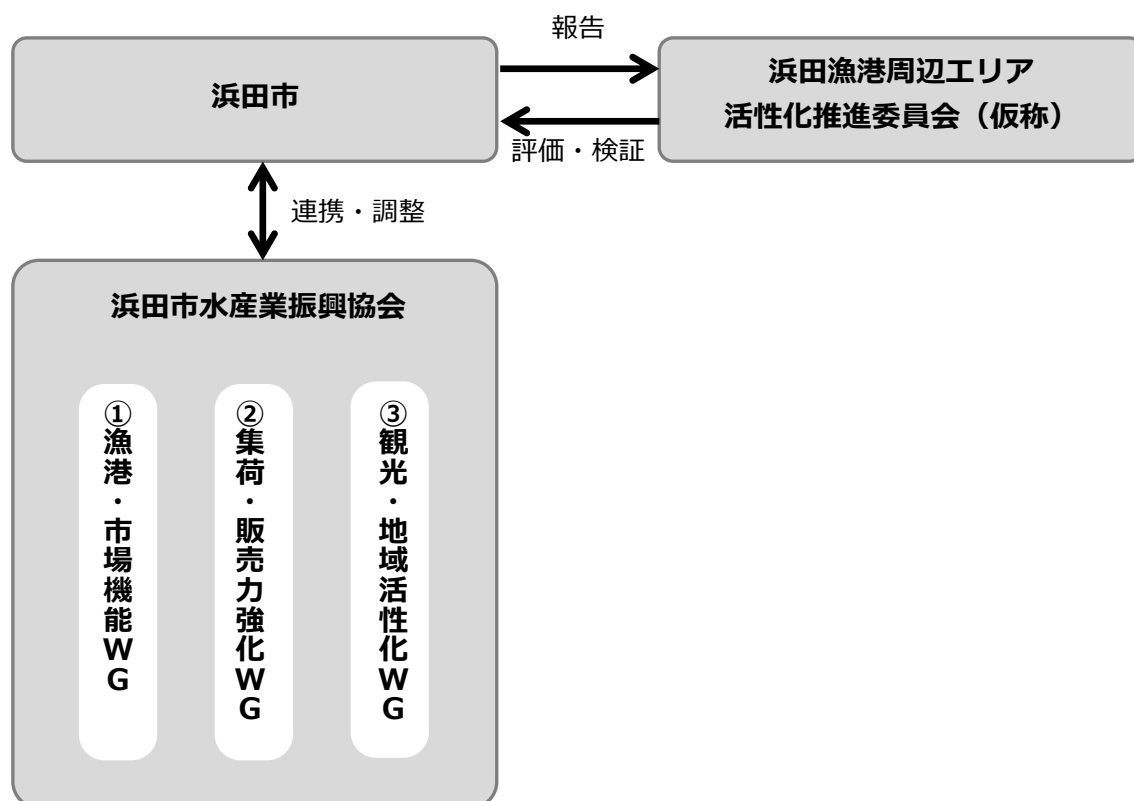 報告
浜田市
浜田漁港周辺エリア
活性化推進委員会（仮称）
評価・検証
連携・調整
浜田市水産業振興協会
①漁港・市場機能ＷＧ
②集荷・販売力強化ＷＧ
③観光・地域活性化ＷＧ